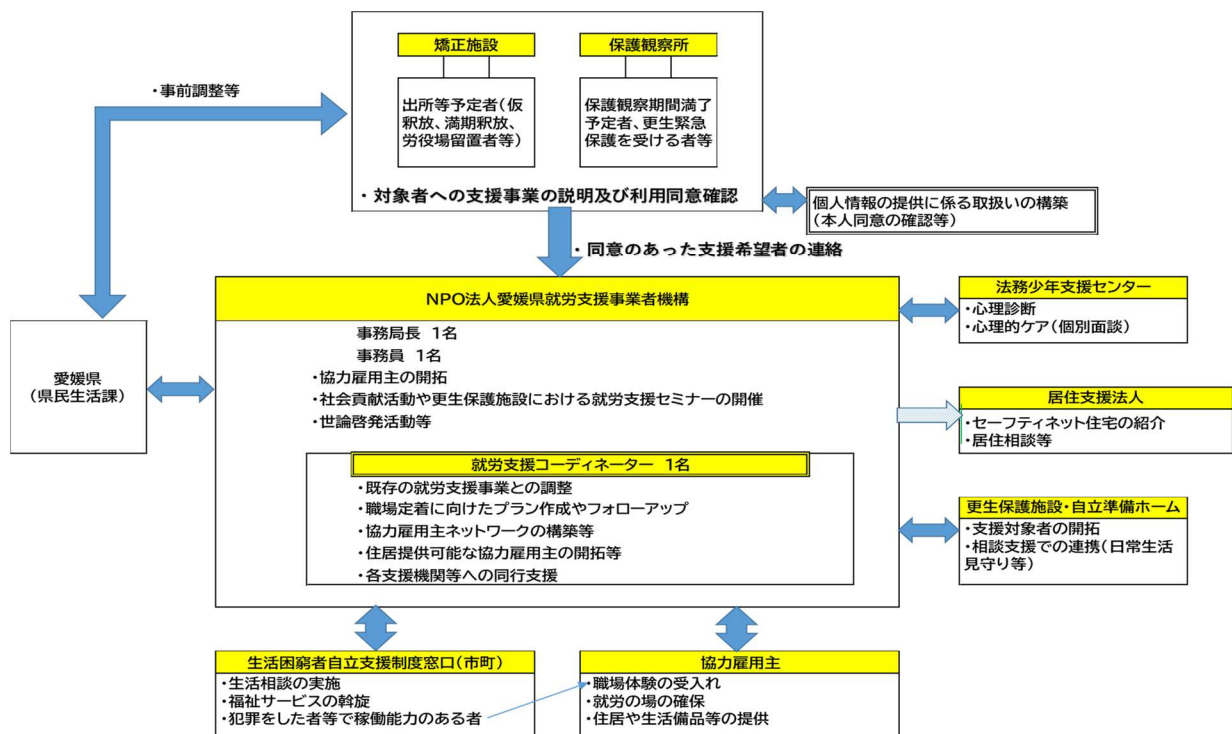 矯正施設
保護観察所
・事前調整等
出所等予定者(仮
釈放、満期釈放、
労役場留置者等)
保護観察期間満了
予定者、更生緊急
保護を受ける者等
・対象者への支援事業の説明及び利用同意確認
個人情報の提供に係る取扱いの構築
(本人同意の確認等)
・同意のあった支援希望者の連絡
NPO法人愛媛県就労支援事業者機構
事務局長 1名
事務員 1名
・協力雇用主の開拓
・社会貢献活動や更生保護施設における就労支援セミナーの開催
・世論啓発活動等
愛媛県
(県民生活課)
法務少年支援センター
・心理診断
・心理的ケア(個別面談)
居住支援法人
・セーフティネット住宅の紹介
・居住相談等
就労支援コーディネーター 1名
・既存の就労支援事業との調整
・職場定着に向けたプラン作成やフォローアップ
・協力雇用主ネットワークの構築等
・住居提供可能な協力雇用主の開拓等
・各支援機関等への同行支援
更生保護施設・自立準備ホーム
・支援対象者の開拓
・相談支援での連携(日常生活
見守り等)
生活困窮者自立支援制度窓口(市町)
・生活相談の実施
・福祉サービスの斡旋
・犯罪をした者等で稼働能力のある者
協力雇用主
・職場体験の受入れ
・就労の場の確保
・住居や生活備品等の提供